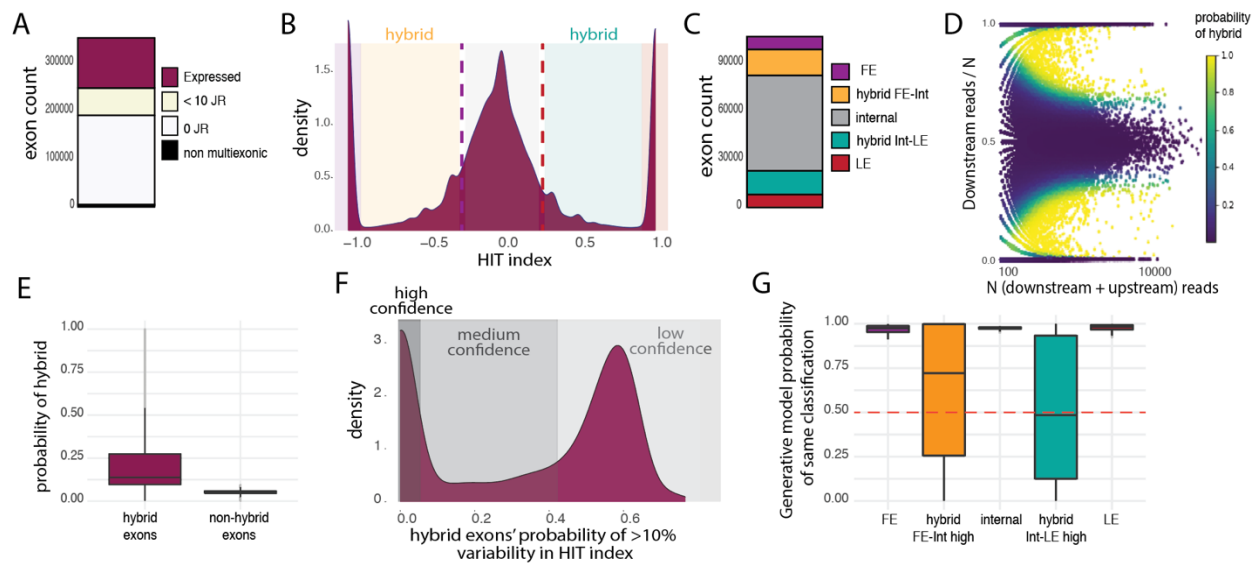 A
exon count
300000
200000
100000
0
Expressed
< 10 JR
0 JR
non multiexonic
B
hybrid
hybrid
density
1.5
1.0
0.5
0.0
−1.0
−0.5
0.0
0.5
1.0
HIT index
C
exon count
90000
60000
30000
0
FE
hybrid FE-Int
internal
hybrid Int-LE
LE
D
Downstream reads / N
1.0
0.5
0.0
100
10000
N (downstream + upstream) reads
probability
of hybrid
1.0
0.8
0.6
0.4
0.2
E
probability of hybrid
1.00
0.75
0.50
0.25
0.00
hybrid
exons
non-hybrid
exons
F
high
confidence
medium
confidence
low
confidence
density
3
2
1
0
0.0
0.2
0.4
0.6
hybrid exons' probability of >10%
variability in HIT index
G
Generative model probability
of same classification
1.00
0.75
0.50
0.25
0.00
FE
hybrid
FE-Int high
internal
hybrid
Int-LE high
LE